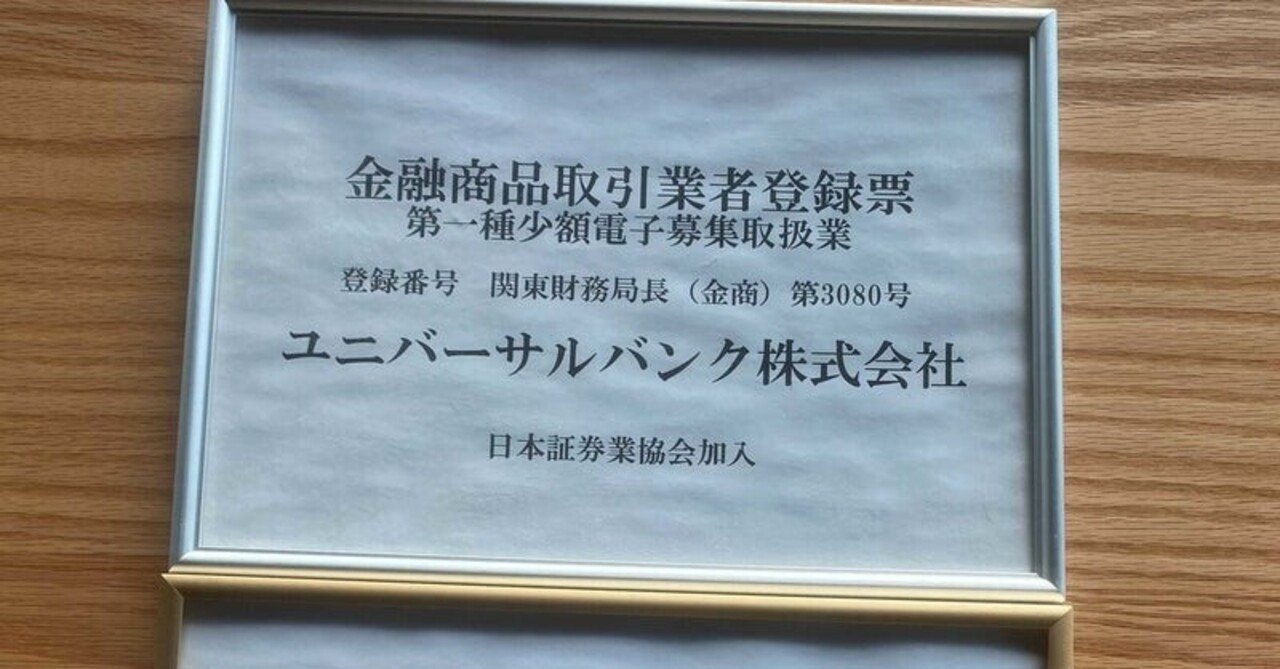 金融商品取引業者登録票
第一種少額電子募集取扱業
登録番号　関東財務局長（金商）第3080号
ユニバーサルバンク株式会社
日本証券業協会加入